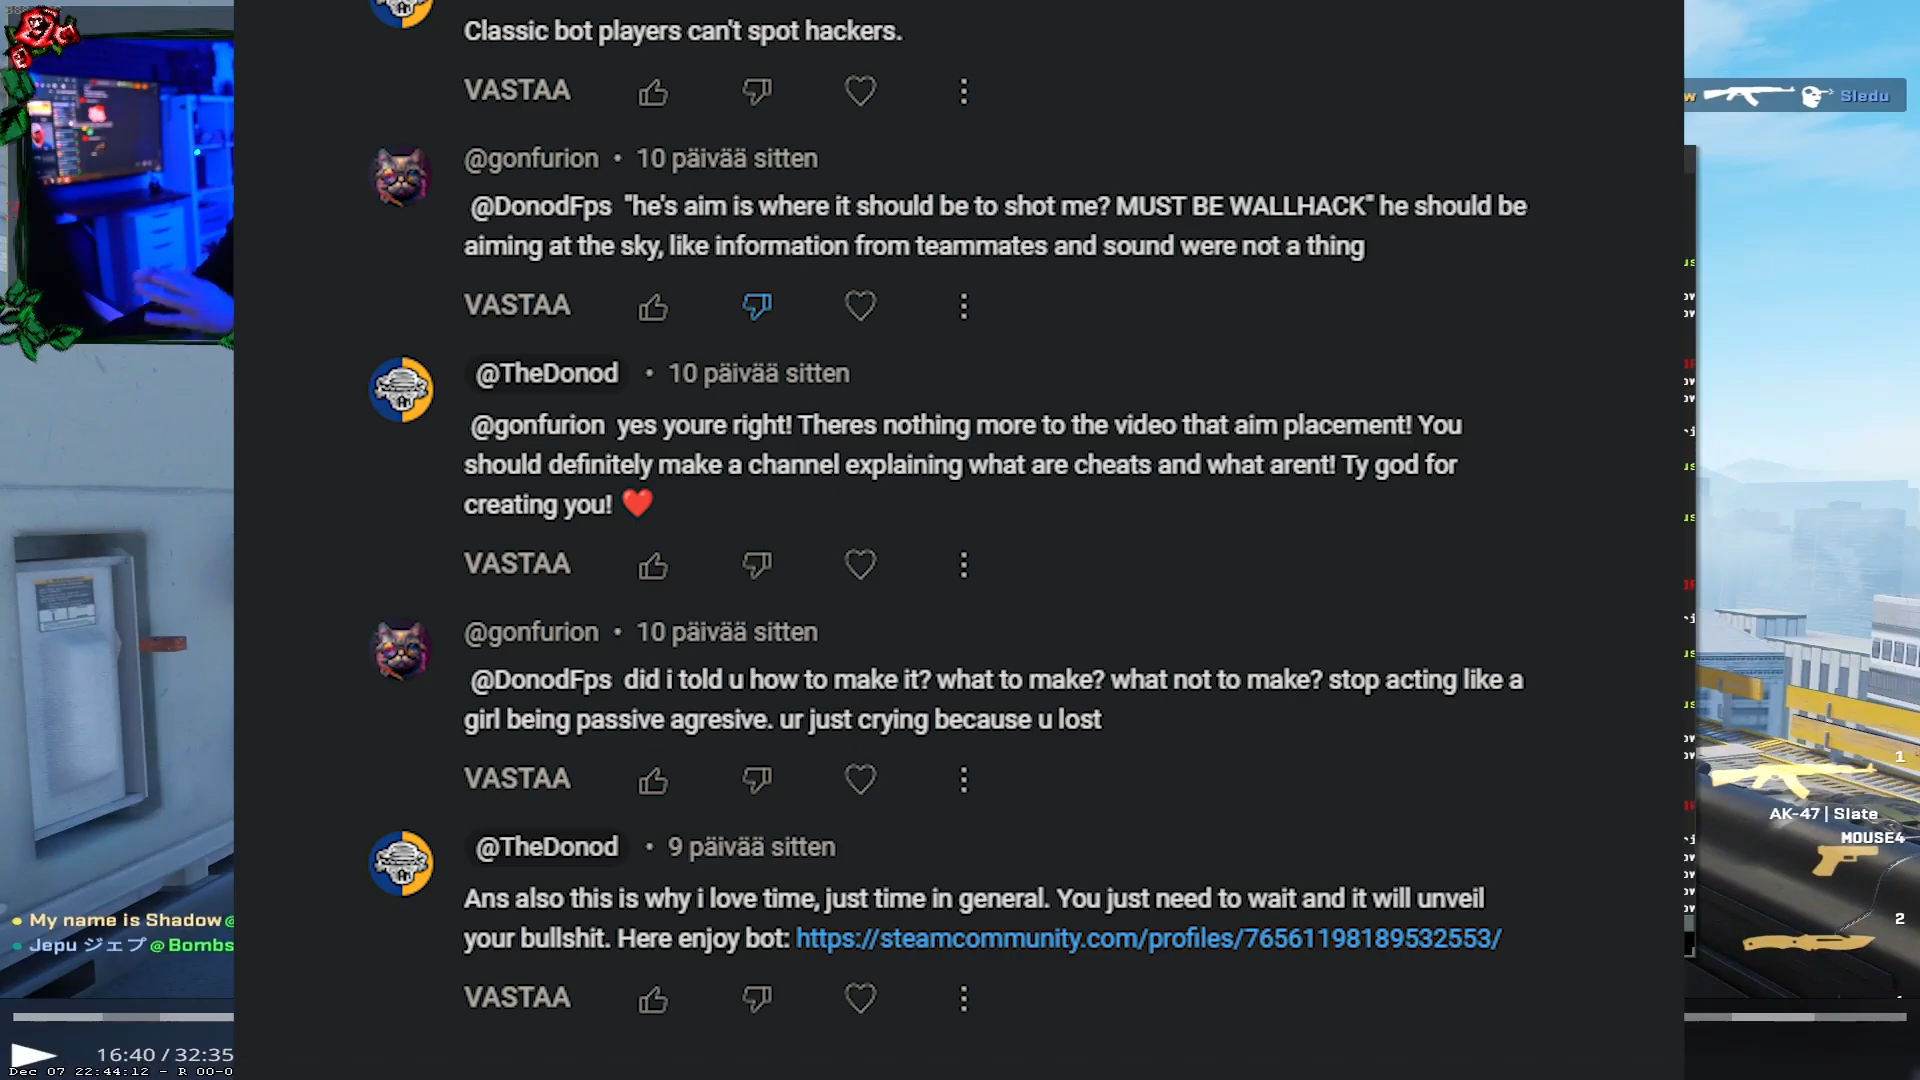 Classic bot players can't spot hackers.
VASTAA
Sledu
@gonfurion • 10 päivää sitten
@DonodFps "he's aim is where it should be to shot me? MUST BE WALLHACK" he should be
aiming at the sky, like information from teammates and sound were not a thing
VASTAA
@TheDonod • 10 päivää sitten
@gonfurion yes youre right! Theres nothing more to the video that aim placement! You
should definitely make a channel explaining what are cheats and what arent! Ty god for
creating you! ❤️
VASTAA
@gonfurion • 10 päivää sitten
@DonodFps did i told u how to make it? what to make? what not to make? stop acting like a
girl being passive agresive. ur just crying because u lost
VASTAA
1
AK-47 | Slate
MOUSE4
@TheDonod • 9 päivää sitten
Ans also this is why i love time, just time in general. You just need to wait and it will unveil
your bullshit. Here enjoy bot: https://steamcommunity.com/profiles/76561198189532553/
VASTAA
2
My name is Shadow@
Jepu ジェプ@Bombs
16:40 / 32:35
Dec 07 22:44:12 - R 00-0